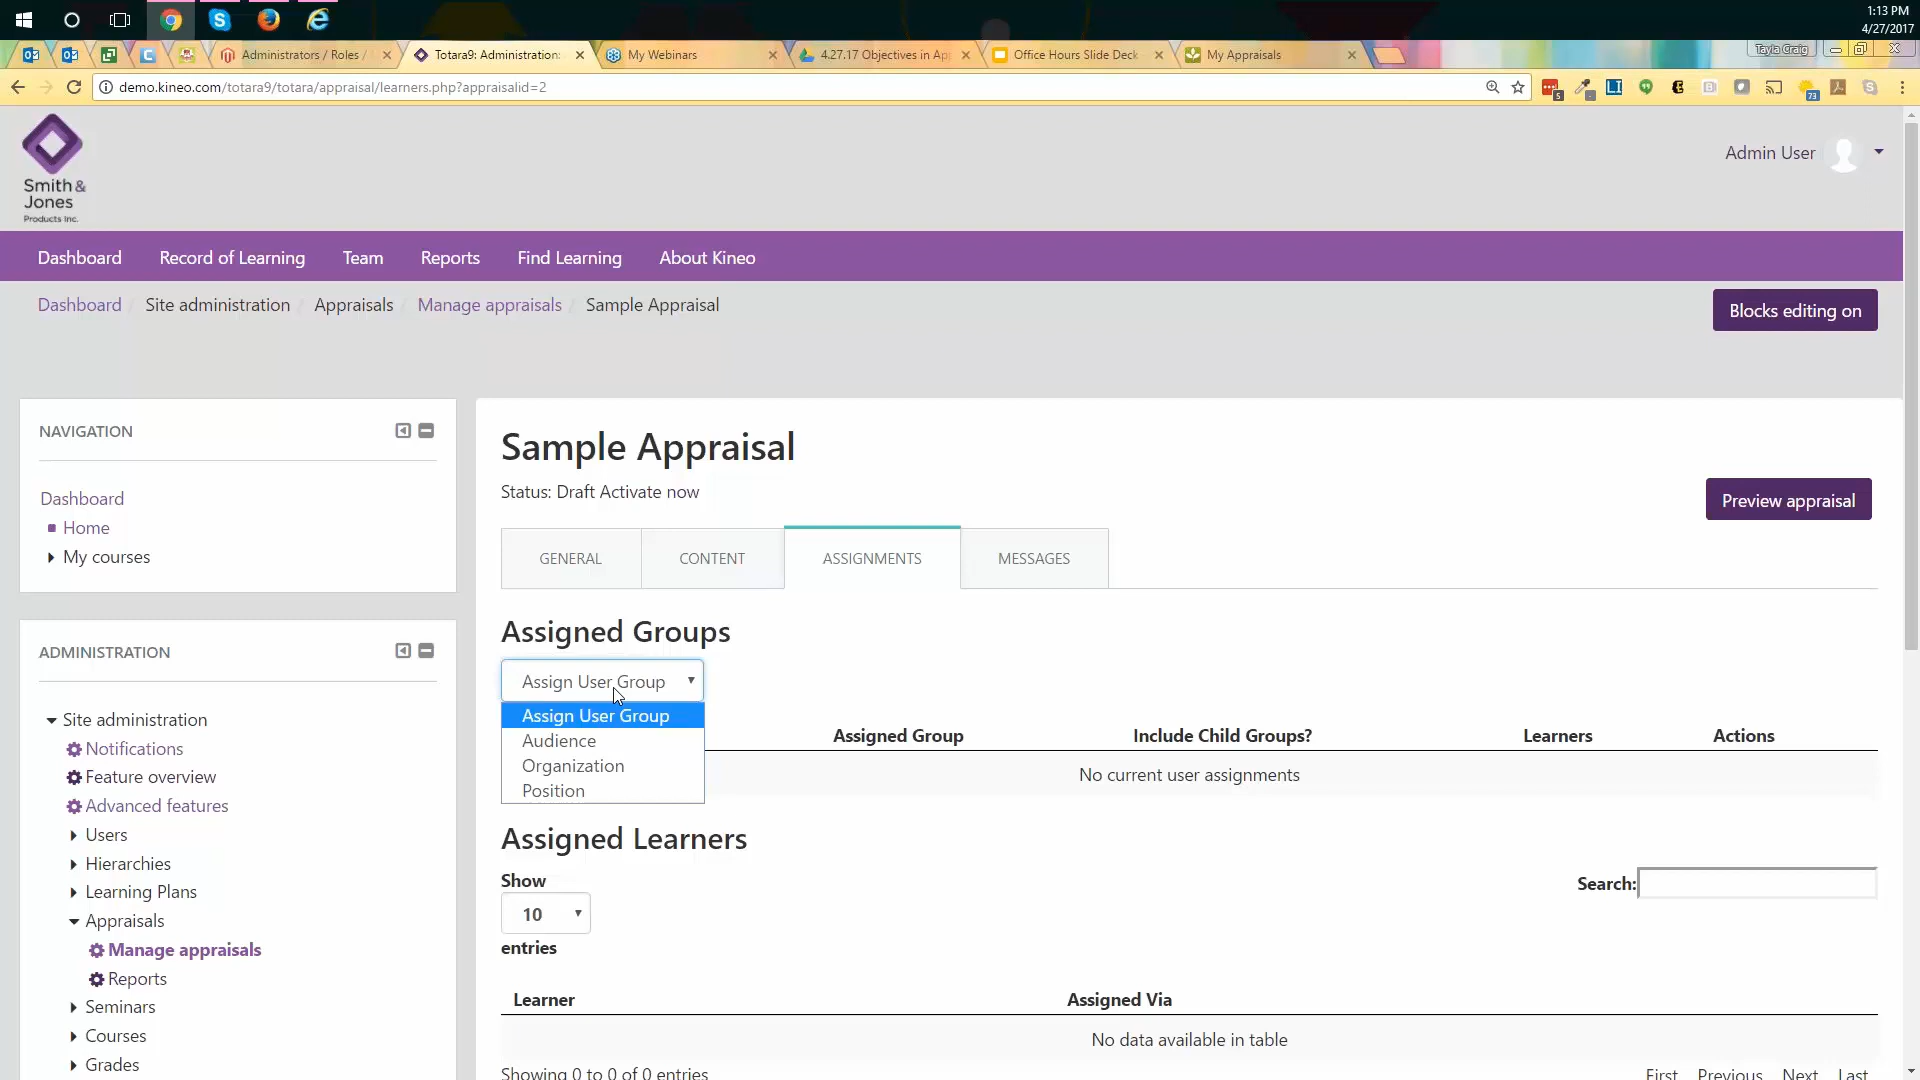 1:13 PM
4/27/2017
Administrators / Roles /
Totara9: Administration:
My Webinars
4.27.17 Objectives in Ap
Office Hours Slide Deck
My Appraisals
Tayla Craig
demo.kineo.com/totara9/totara/appraisal/learners.php?appraisalid=2
Smith &
Jones
Products Inc.
Admin User
Dashboard Record of Learning Team Reports Find Learning About Kineo
Dashboard / Site administration / Appraisals / Manage appraisals / Sample Appraisal
Blocks editing on
NAVIGATION
Dashboard
Home
My courses
ADMINISTRATION
Site administration
Notifications
Feature overview
Advanced features
Users
Hierarchies
Learning Plans
Appraisals
Manage appraisals
Reports
Seminars
Courses
Grades
Sample Appraisal
Status: Draft Activate now
Preview appraisal
GENERAL CONTENT ASSIGNMENTS MESSAGES
Assigned Groups
Assign User Group
Assign User Group
Audience
Organization
Position
Assigned Group Include Child Groups? Learners Actions
No current user assignments
Assigned Learners
Show
10
entries
Search:
Learner Assigned Via
No data available in table
Showing 0 to 0 of 0 entries
First Previous Next Last